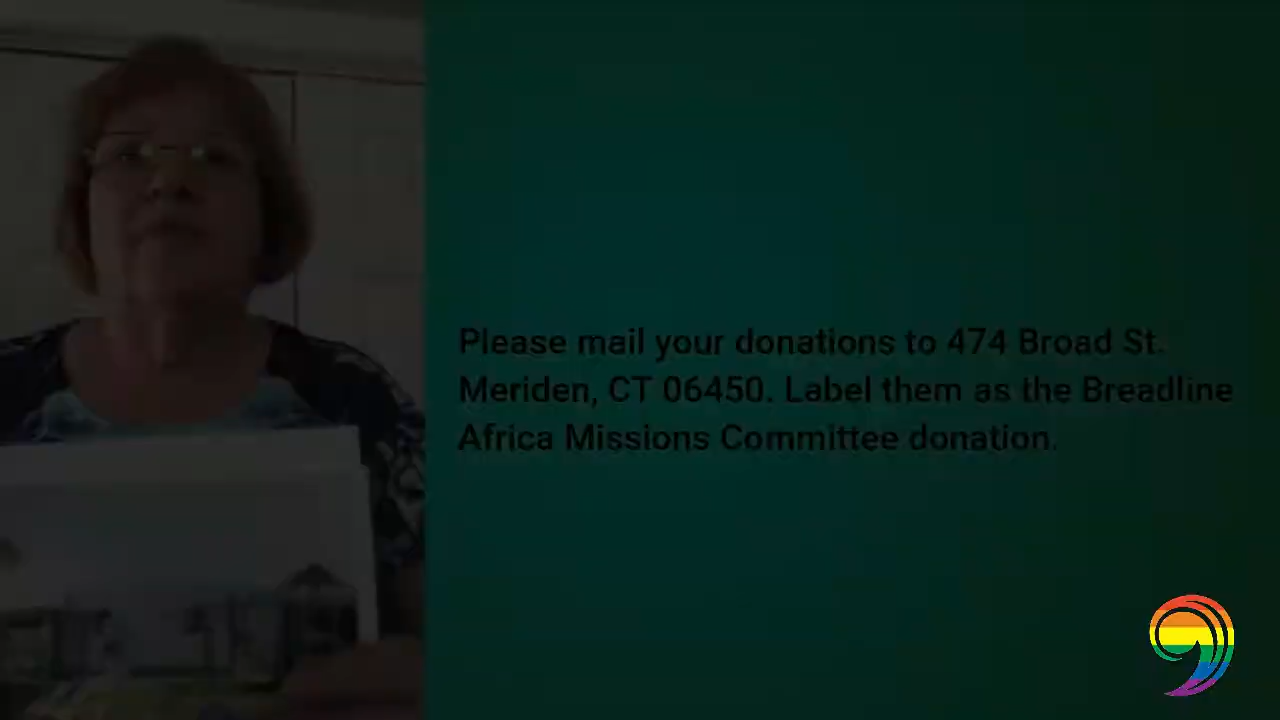 Please mail your donations to 474 Broad St.
Meriden, CT 06450. Label them as the Breadline
Africa Missions Committee donation.